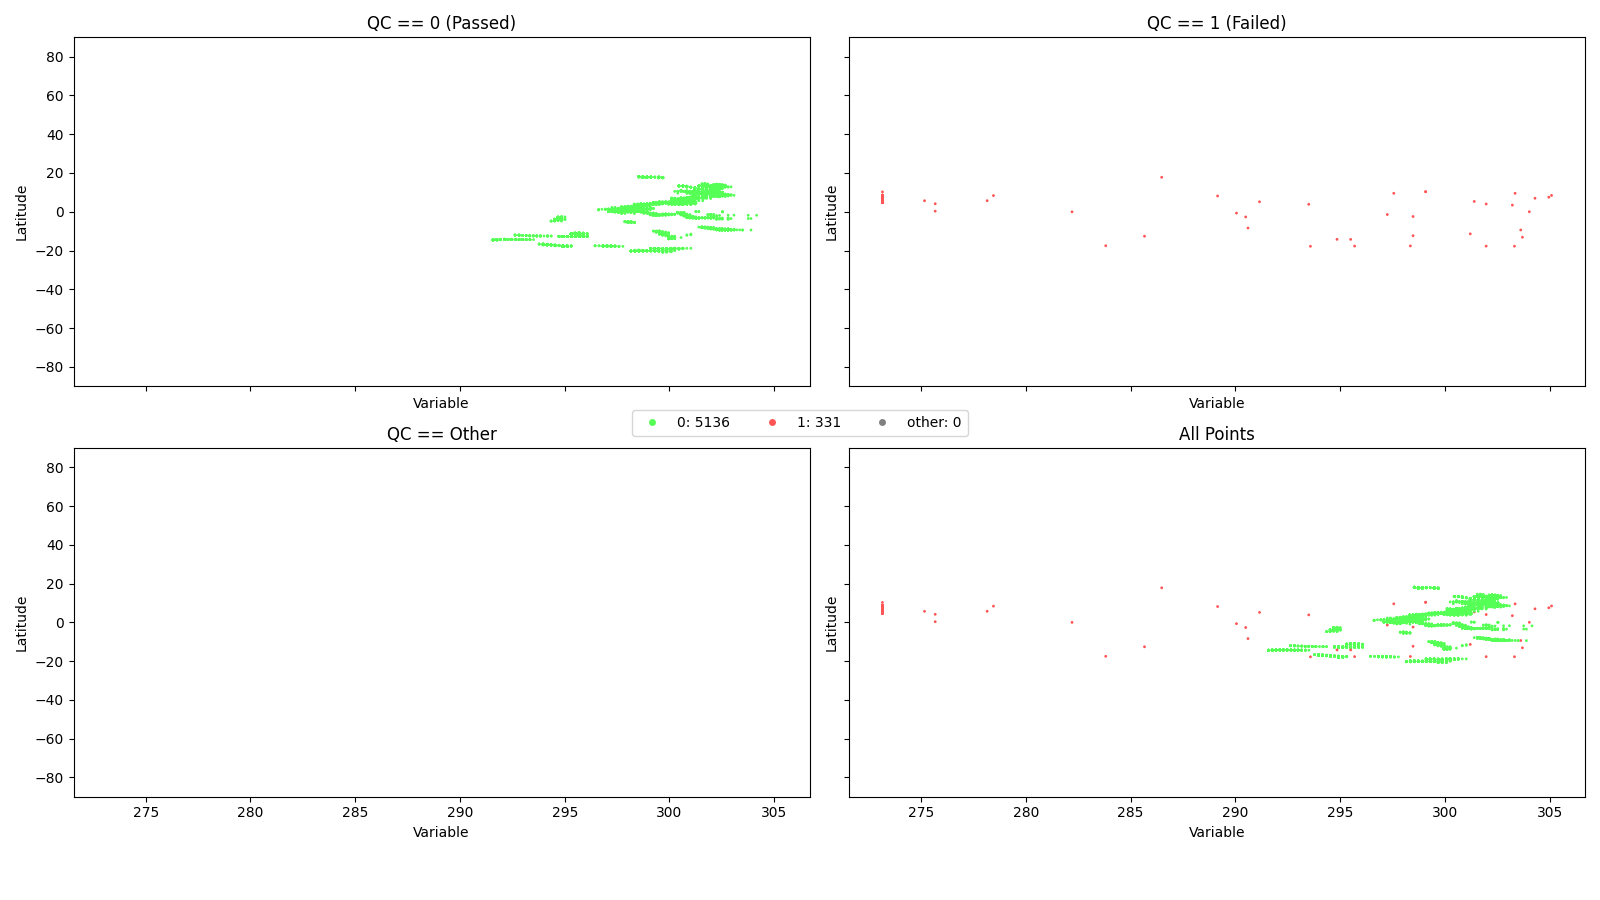 QC == 0 (Passed)
QC == 1 (Failed)
80
60
40
20
0
−20
−40
−60
−80
Latitude
Latitude
Variable
Variable
0: 5136 1: 331 other: 0
QC == Other
All Points
80
60
40
20
0
−20
−40
−60
−80
Latitude
Latitude
275 280 285 290 295 300 305
275 280 285 290 295 300 305
Variable
Variable